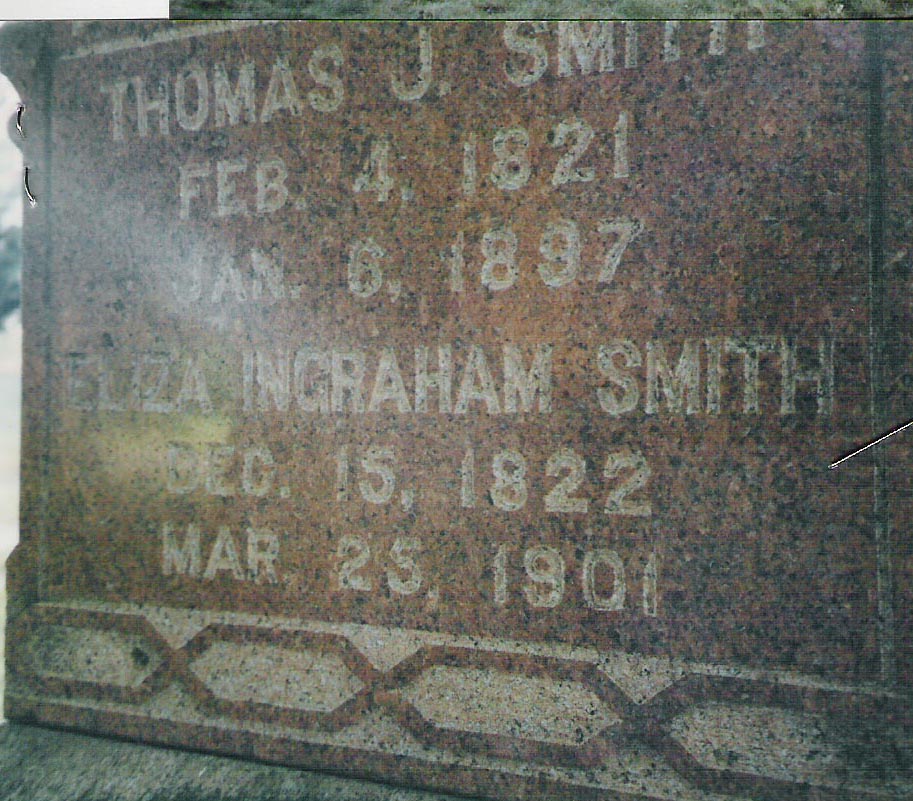 THOMAS J. SMITH
FEB. 4, 1821
JAN. 6, 1897
ELIZA INGRAHAM SMITH
DEC. 15, 1822
MAR. 25, 1901